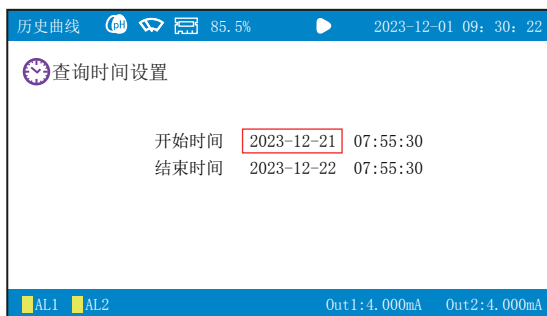 历史曲线 pH 85.5% 2023-12-01 09: 30: 22
查询时间设置
开始时间 2023-12-21 07:55:30
结束时间 2023-12-22 07:55:30
AL1 AL2 Out1:4.000mA Out2:4.000mA